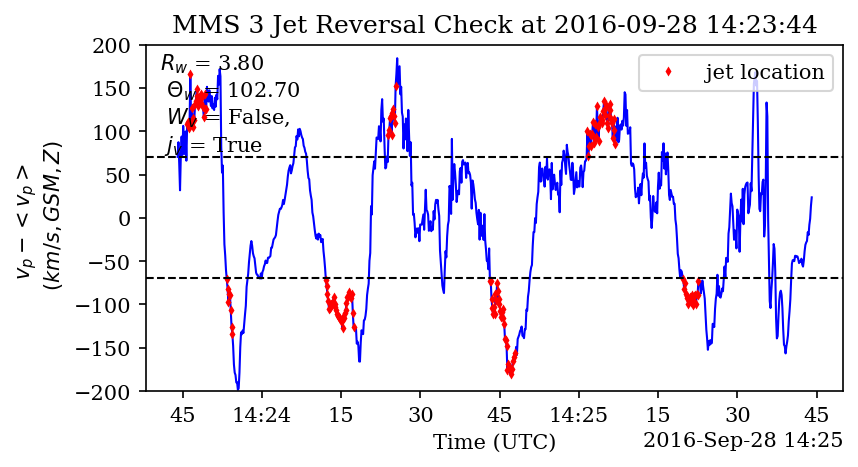 MMS 3 Jet Reversal Check at 2016-09-28 14:23:44
R_w = 3.80
Θ_w = 102.70
W_v = False,
j_v = True
jet location
v_p - <v_p>
(km/s, GSM, Z)
200
150
100
50
0
−50
−100
−150
−200
45 14:24 15 30 45 14:25 15 30 45
Time (UTC)
2016-Sep-28 14:25